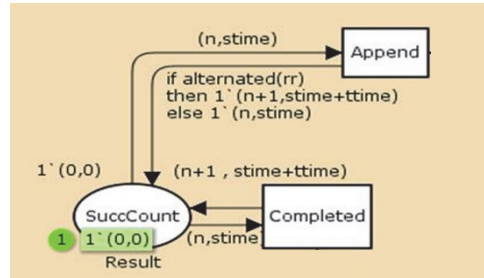 (n,stime)
Append
if alternated(rr)
then 1`(n+1,stime+ttime)
else 1`(n,stime)
1`(0,0)
(n+1 , stime+ttime)
SuccCount
Completed
1
1`(0,0)
(n,stime)
Result